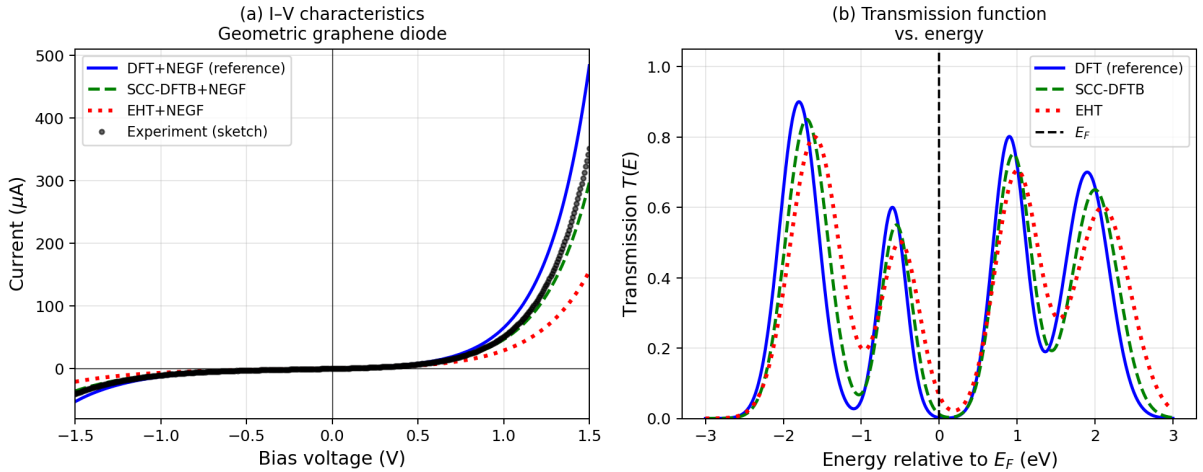 (a) I–V characteristics
Geometric graphene diode
500
400
300
200
100
0
Current (μA)
DFT+NEGF (reference)
SCC-DFTB+NEGF
EHT+NEGF
Experiment (sketch)
−1.5
−1.0
−0.5
0.0
0.5
1.0
1.5
Bias voltage (V)
(b) Transmission function
vs. energy
1.0
0.8
0.6
0.4
0.2
0.0
Transmission T(E)
DFT (reference)
SCC-DFTB
EHT
E_F
−3
−2
−1
0
1
2
3
Energy relative to E_F (eV)